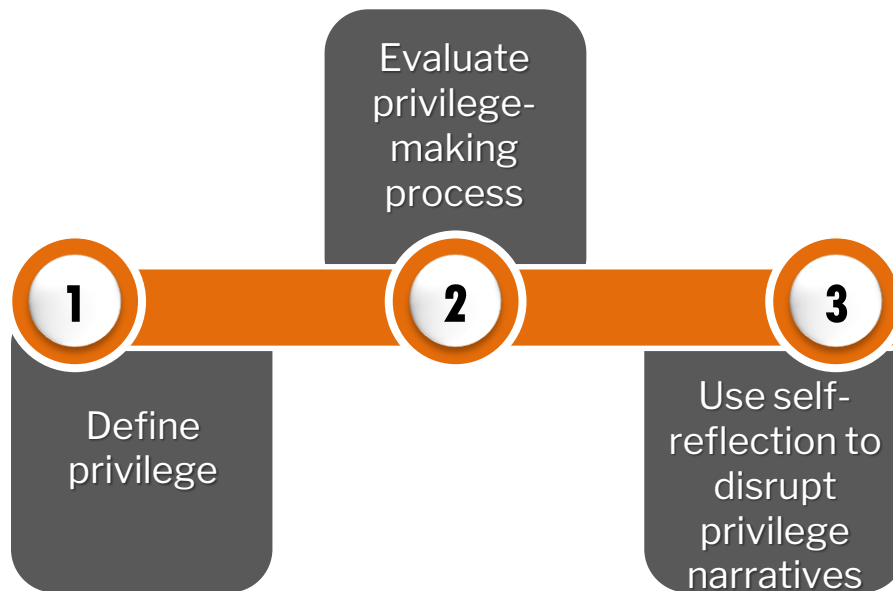 1
Define
privilege
Evaluate
privilege-
making
process
2
3
Use self-
reflection to
disrupt
privilege
narratives